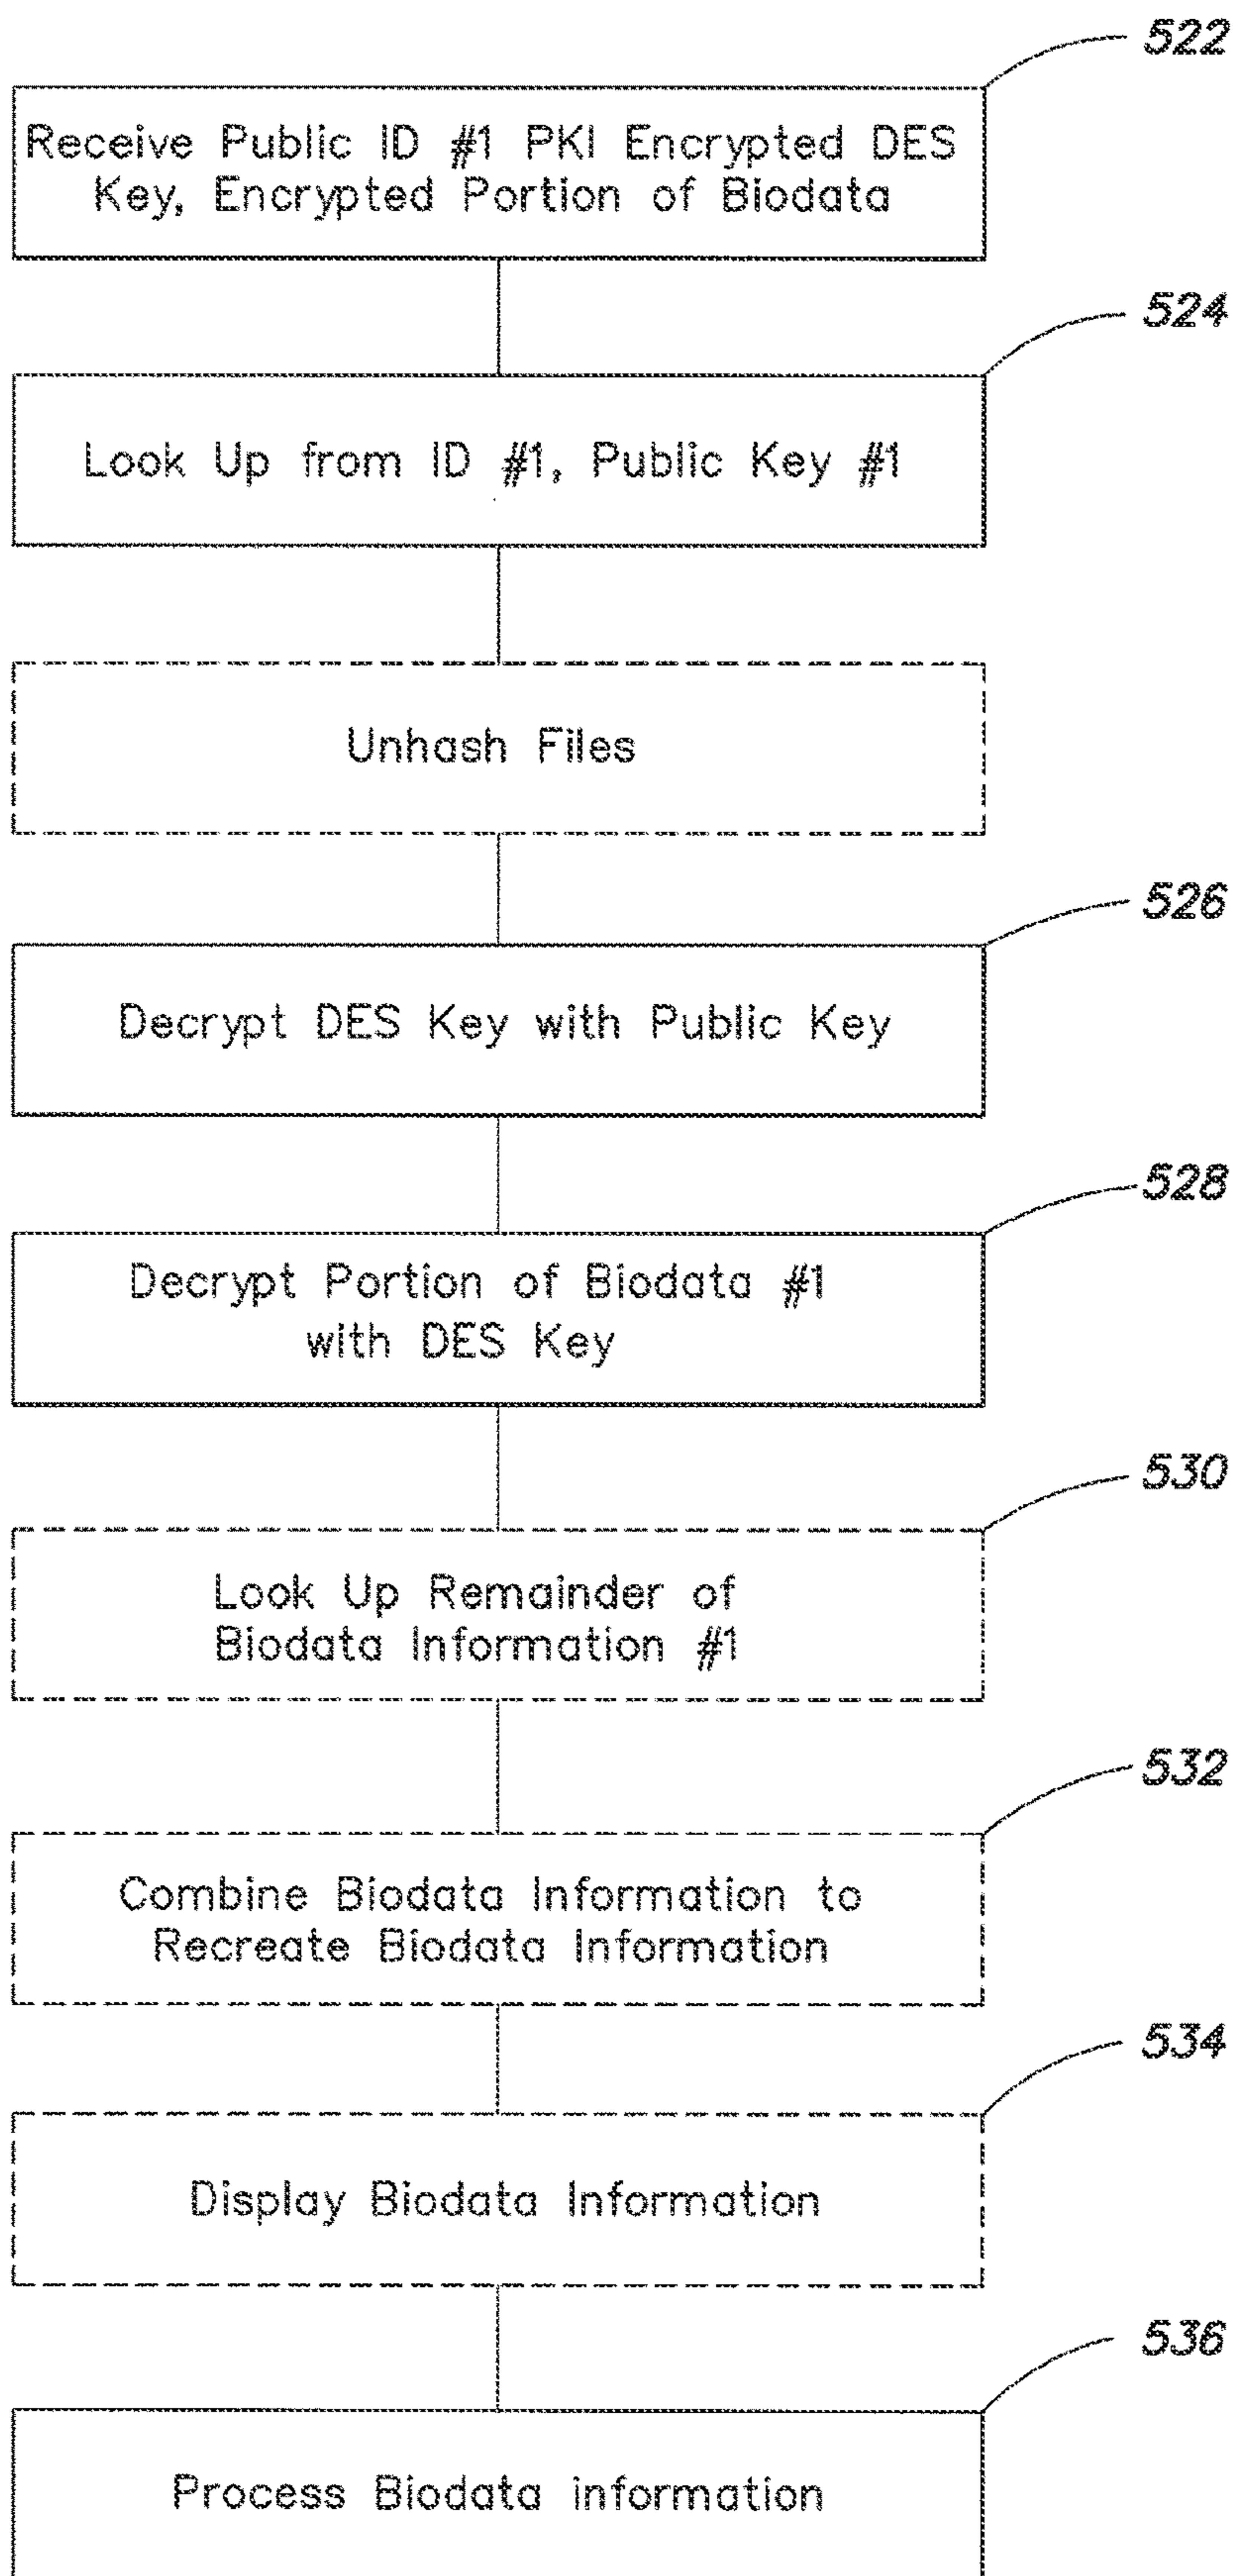 522
Receive Public ID #1 PKI Encrypted DES
Key, Encrypted Portion of Biodata
524
Look Up from ID #1, Public Key #1
Unhash Files
526
Decrypt DES Key with Public Key
528
Decrypt Portion of Biodata #1
with DES Key
530
Look Up Remainder of
Biodata Information #1
532
Combine Biodata Information to
Recreate Biodata Information
534
Display Biodata Information
536
Process Biodata information